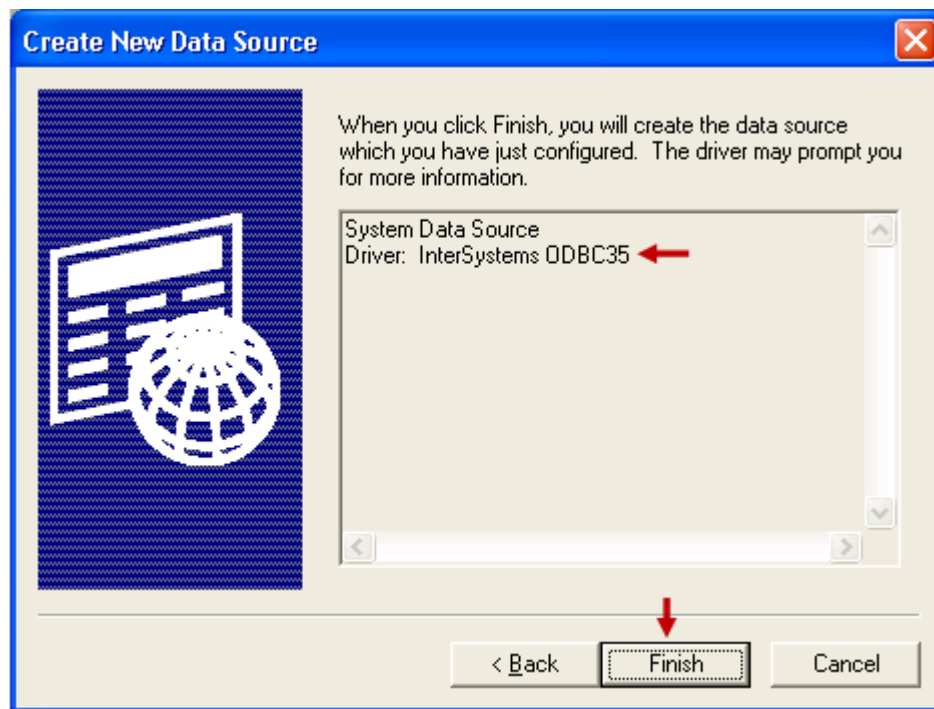 Create New Data Source
When you click Finish, you will create the data source
which you have just configured. The driver may prompt you
for more information.
System Data Source
Driver: InterSystems ODBC35
< Back
Finish
Cancel